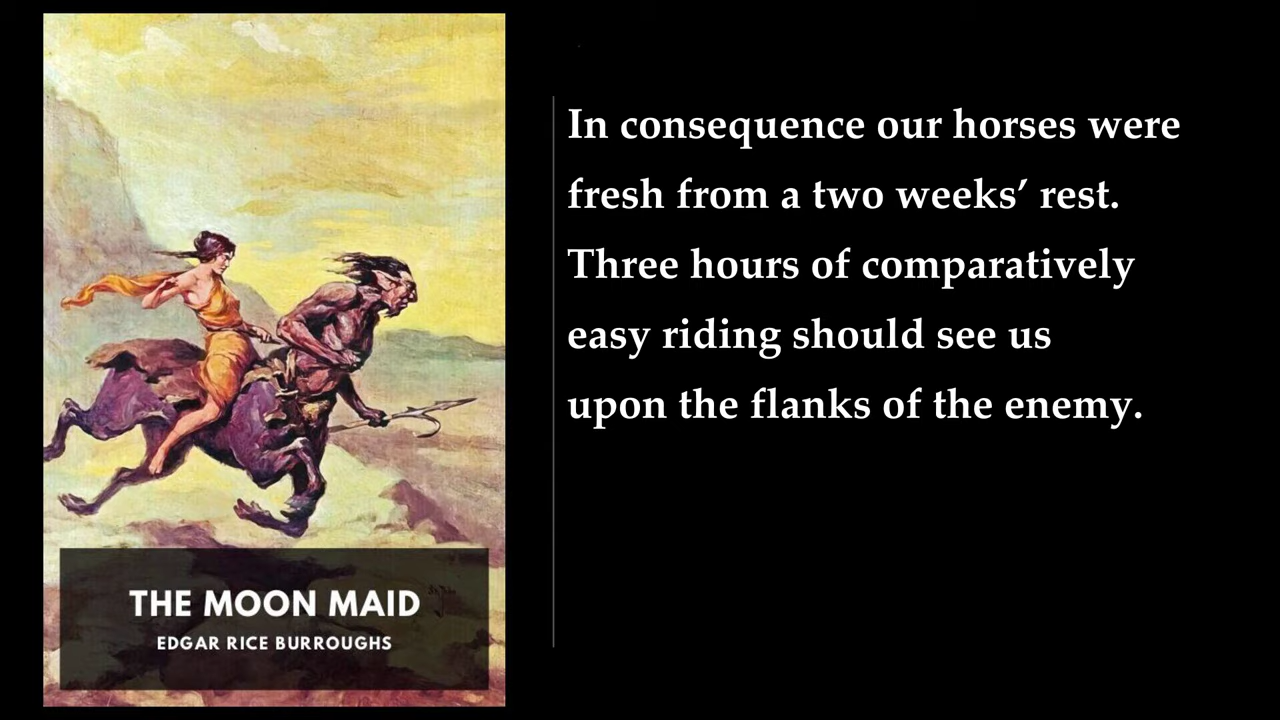 THE MOON MAID
EDGAR RICE BURROUGHS
In consequence our horses were
fresh from a two weeks’ rest.
Three hours of comparatively
easy riding should see us
upon the flanks of the enemy.